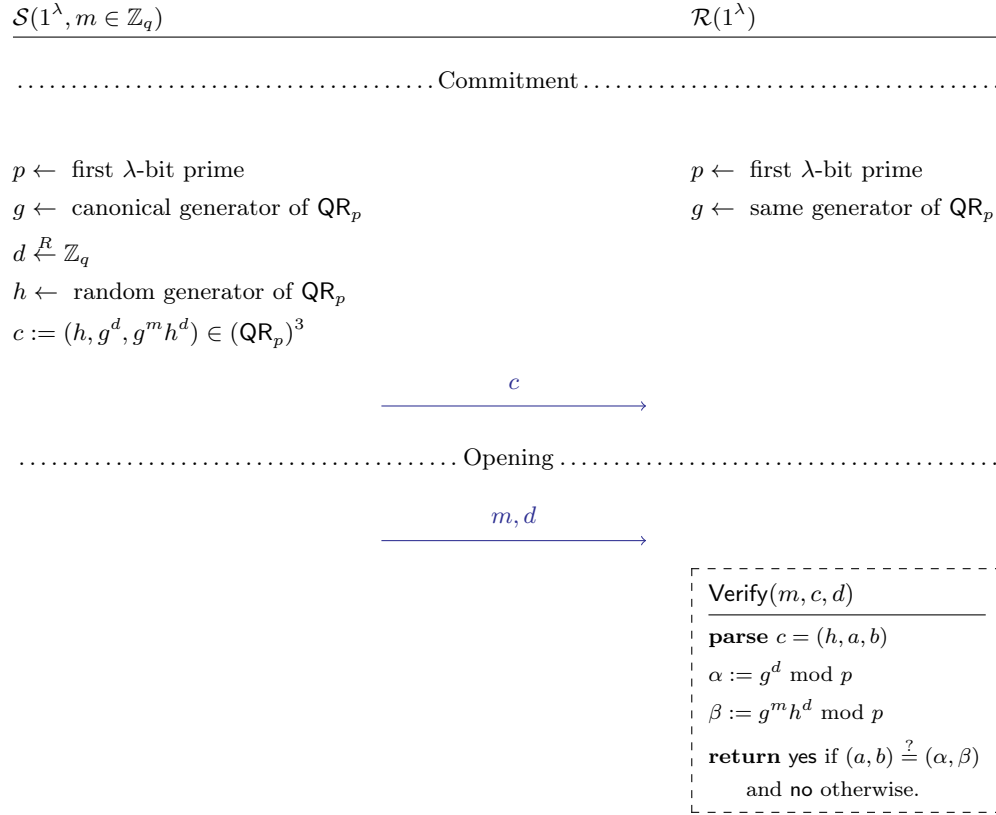 𝒮(1^λ, m ∈ ℤ_q) ℛ(1^λ)
Commitment
p ← first λ-bit prime p ← first λ-bit prime
g ← canonical generator of QR_p g ← same generator of QR_p
d ←^R ℤ_q
h ← random generator of QR_p
c := (h, g^d, g^m h^d) ∈ (QR_p)^3
c
Opening
m, d
Verify(m, c, d)
parse c = (h, a, b)
α := g^d mod p
β := g^m h^d mod p
return yes if (a, b) ≟ (α, β)
and no otherwise.